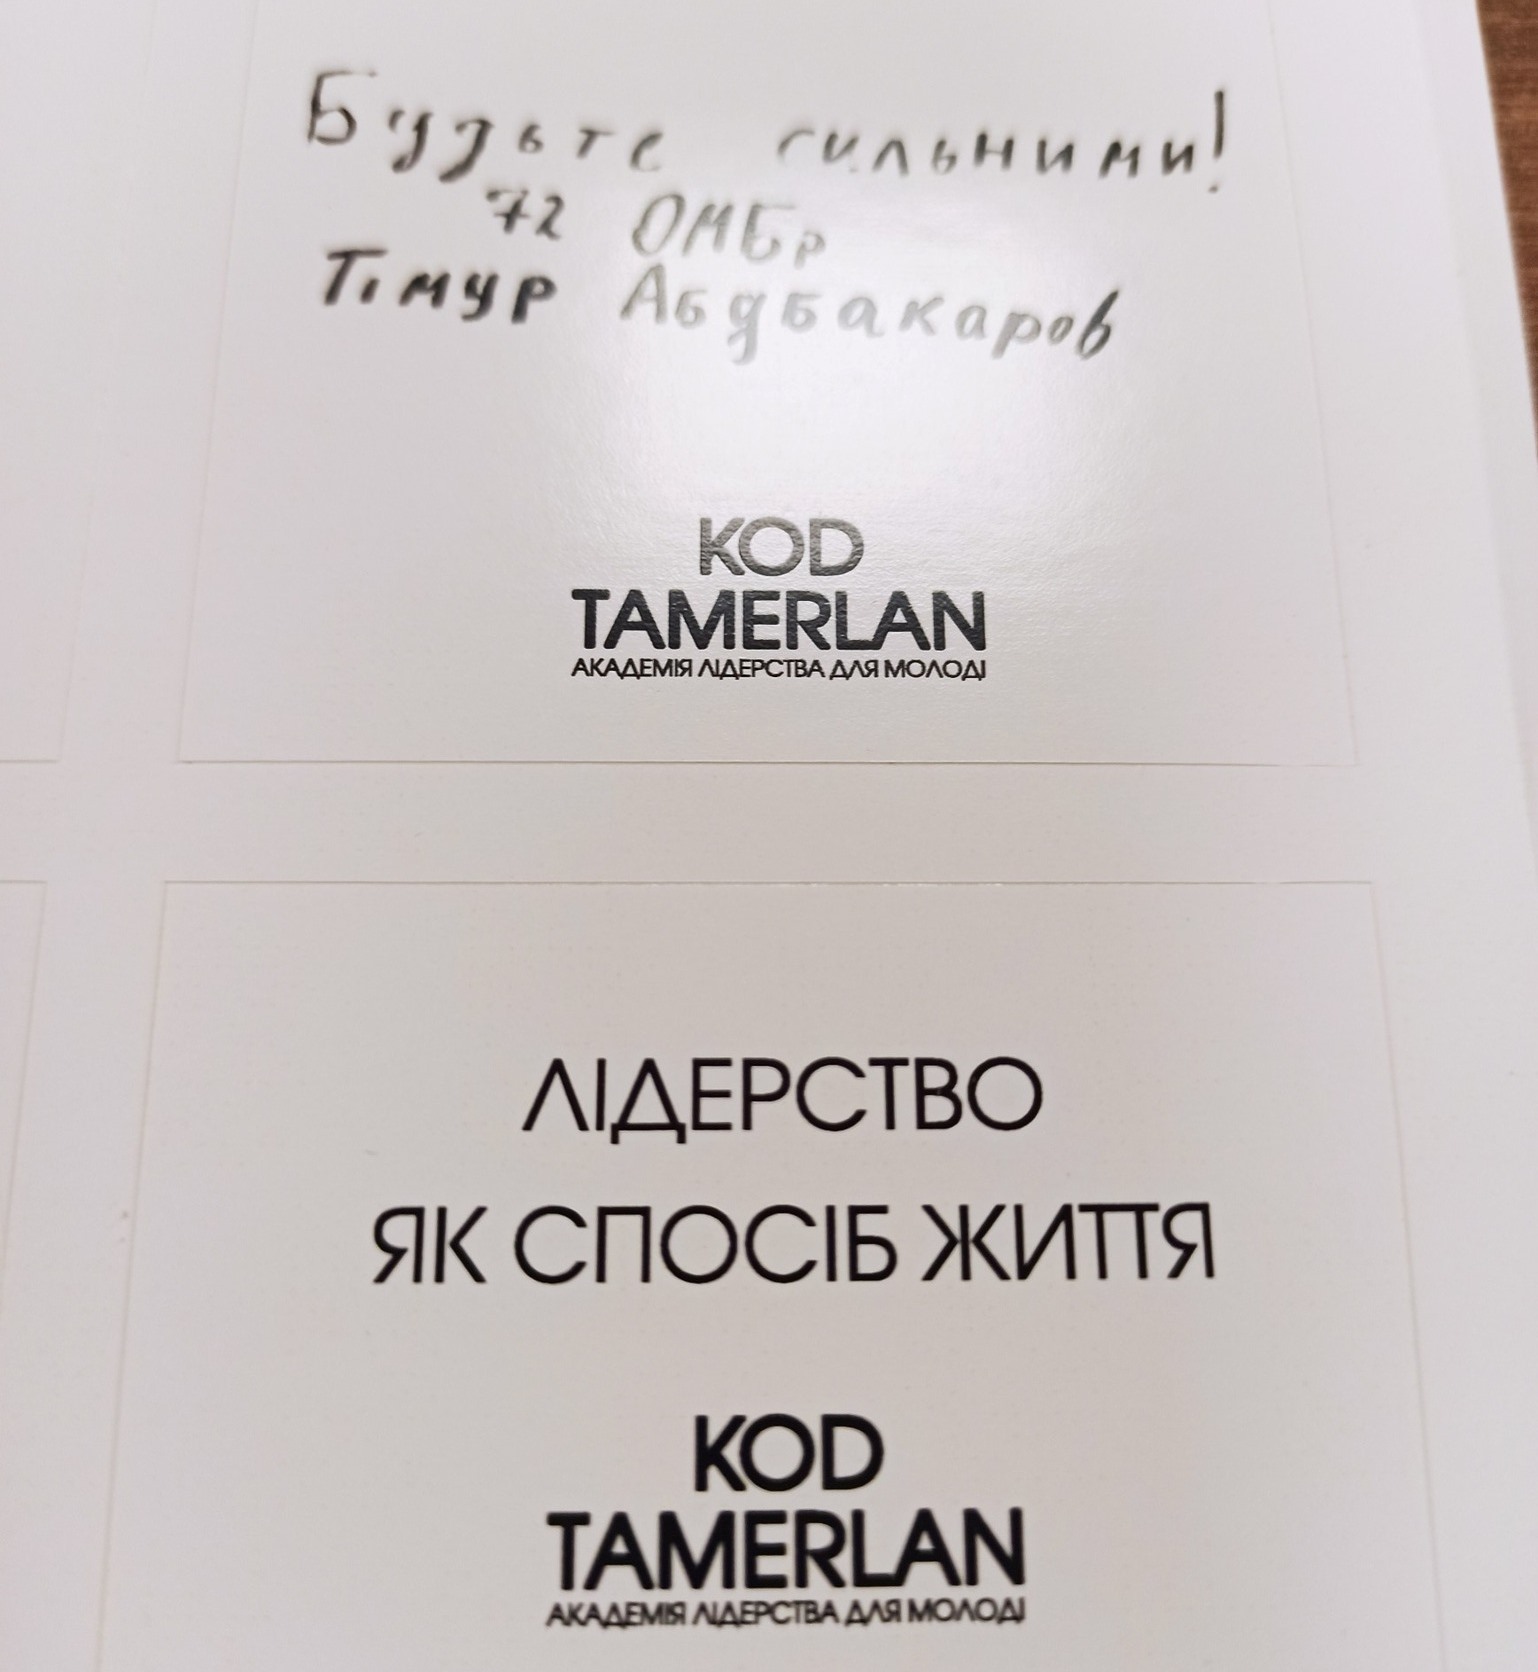 Будьте сильними!
72 ОМБр
Тімур Абдбакаров
KOD
TAMERLAN
АКАДЕМІЯ ЛІДЕРСТВА ДЛЯ МОЛОДІ
ЛІДЕРСТВО
ЯК СПОСІБ ЖИТТЯ
KOD
TAMERLAN
АКАДЕМІЯ ЛІДЕРСТВА ДЛЯ МОЛОДІ